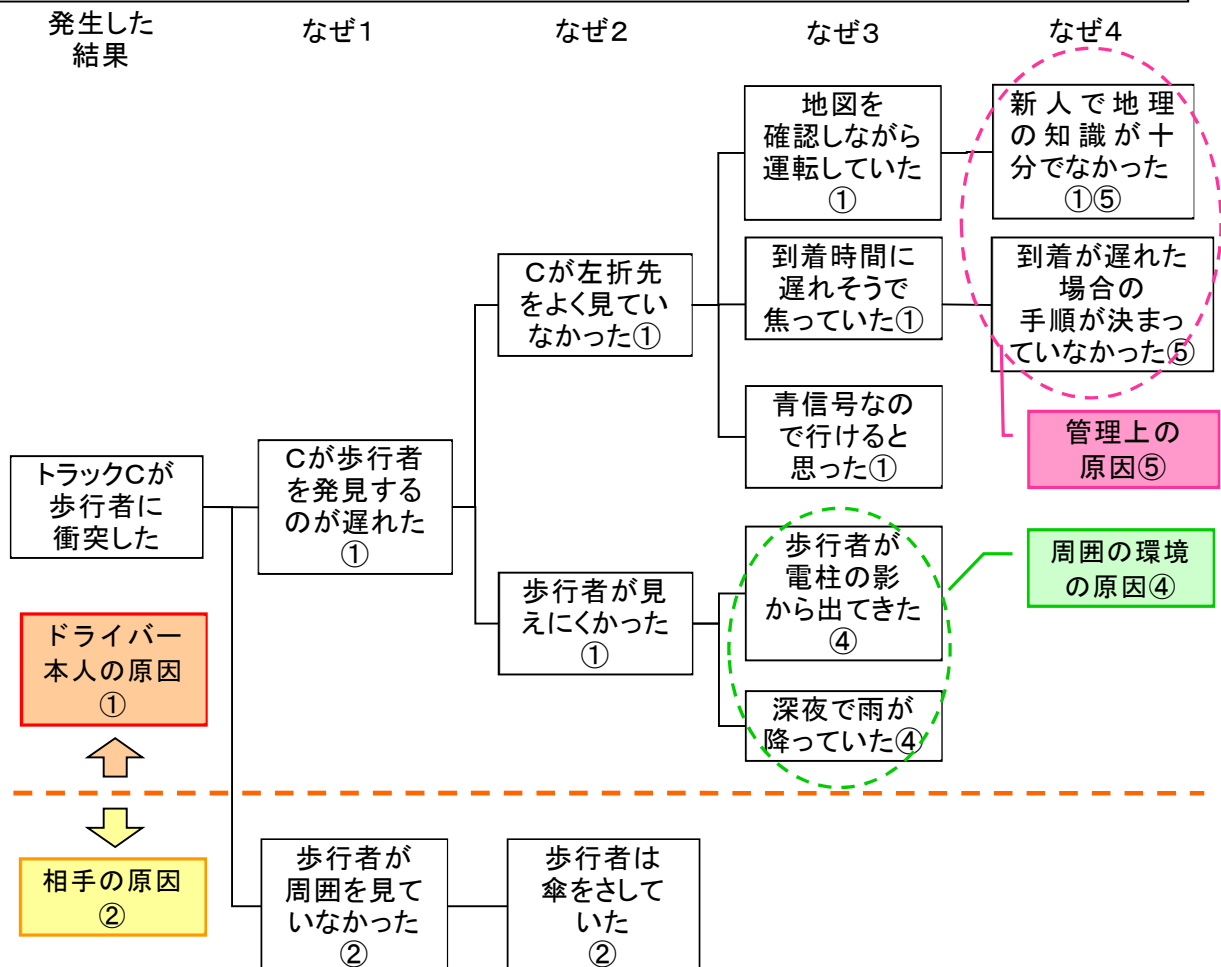 発生した
結果
なぜ1
なぜ2
なぜ3
なぜ4
地図を
確認しながら
運転していた
①
新人で地理
の知識が十
分でなかった
①⑤
Cが左折先
をよく見てい
なかった①
到着時間に
遅れそうで
焦っていた①
到着が遅れた
場合の
手順が決まっ
ていなかった⑤
青信号なの
で行けると
思った①
管理上の
原因⑤
トラックCが
歩行者に
衝突した
Cが歩行者
を発見する
のが遅れた
①
歩行者が見
えにくかった
①
歩行者が
電柱の影
から出てきた
④
周囲の環境
の原因④
ドライバー
本人の原因
①
深夜で雨が
降っていた④
相手の原因
②
歩行者が
周囲を見て
いなかった
②
歩行者は
傘をさして
いた
②